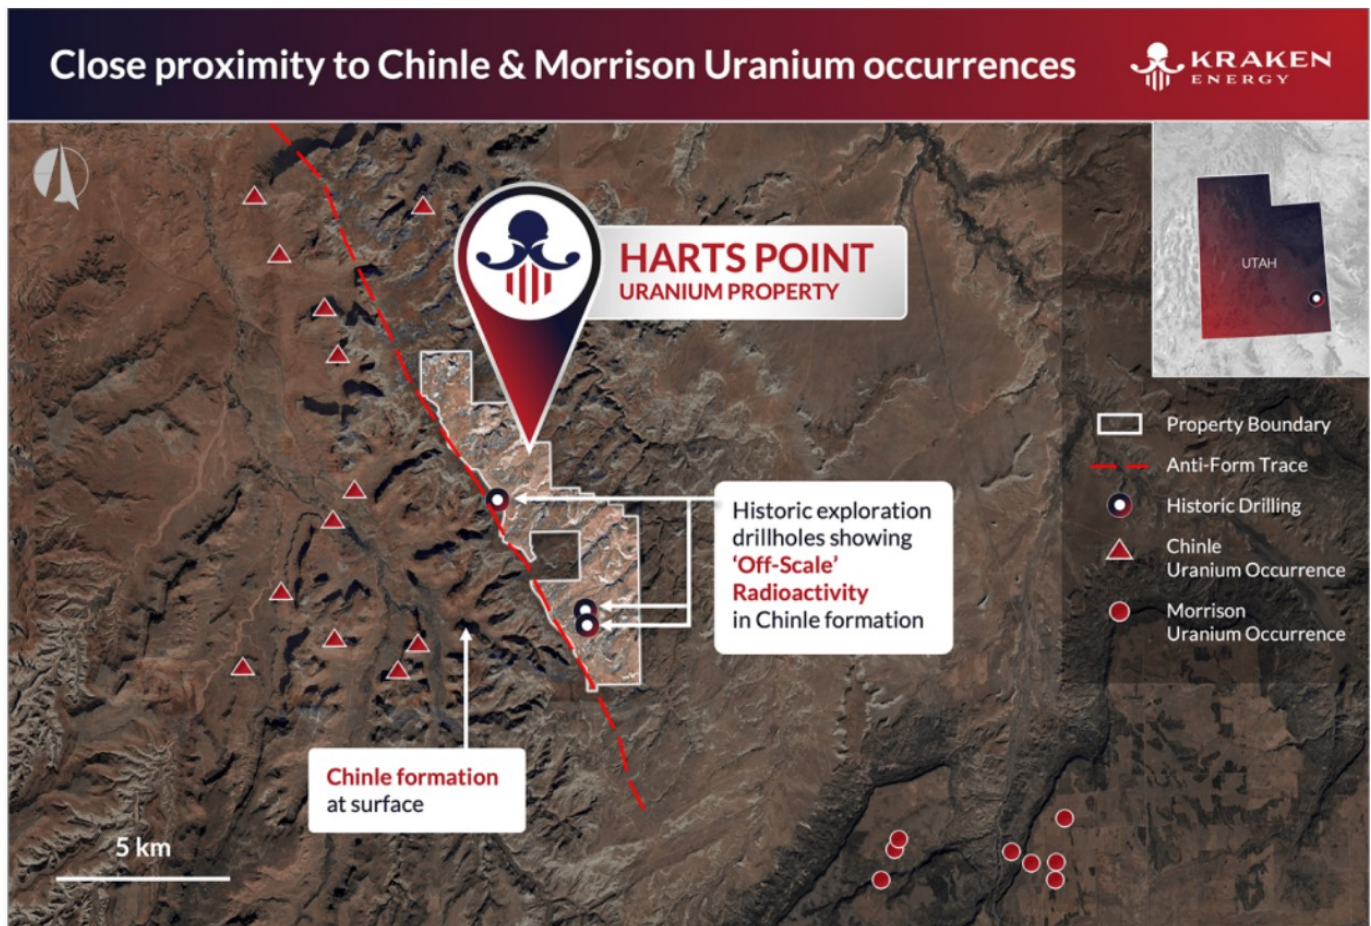 Close proximity to Chinle & Morrison Uranium occurrences
KRAKEN
ENERGY
HARTS POINT
URANIUM PROPERTY
UTAH
Property Boundary
Anti-Form Trace
Historic Drilling
Chinle
Uranium Occurrence
Morrison
Uranium Occurrence
Historic exploration
drillholes showing
‘Off-Scale’
Radioactivity
in Chinle formation
Chinle formation
at surface
5 km